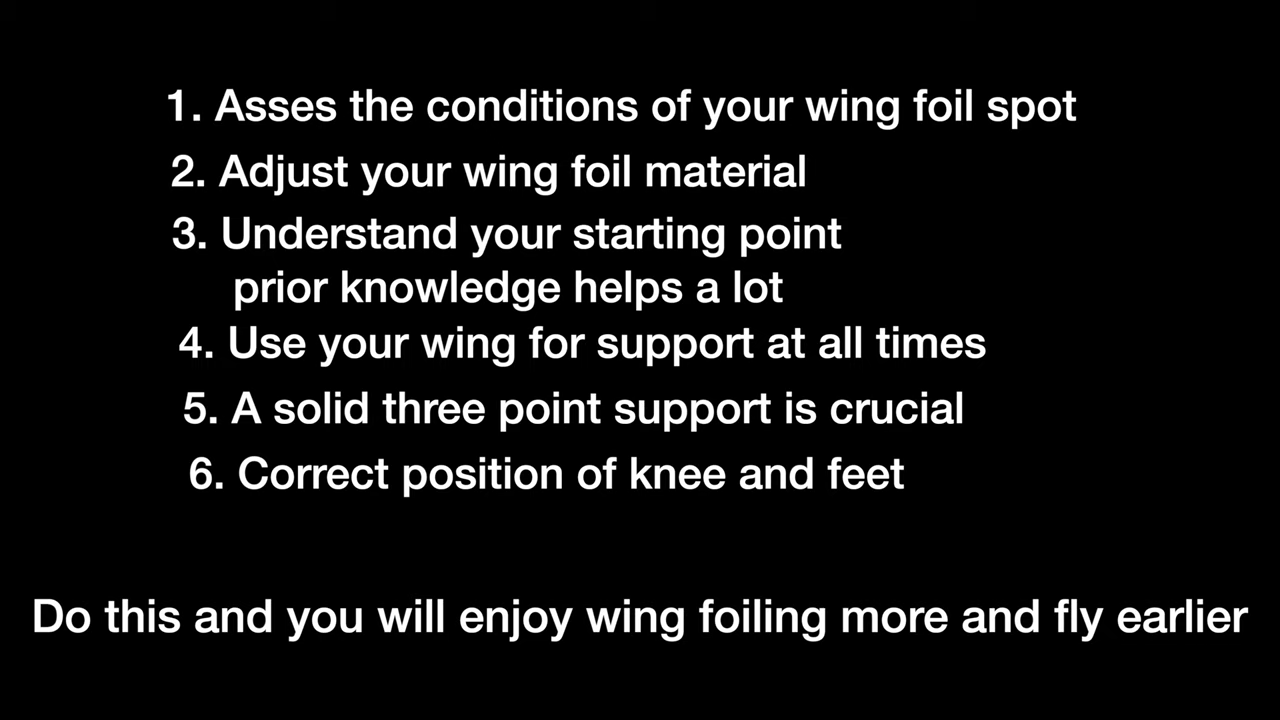 1. Asses the conditions of your wing foil spot
2. Adjust your wing foil material
3. Understand your starting point
prior knowledge helps a lot
4. Use your wing for support at all times
5. A solid three point support is crucial
6. Correct position of knee and feet
Do this and you will enjoy wing foiling more and fly earlier